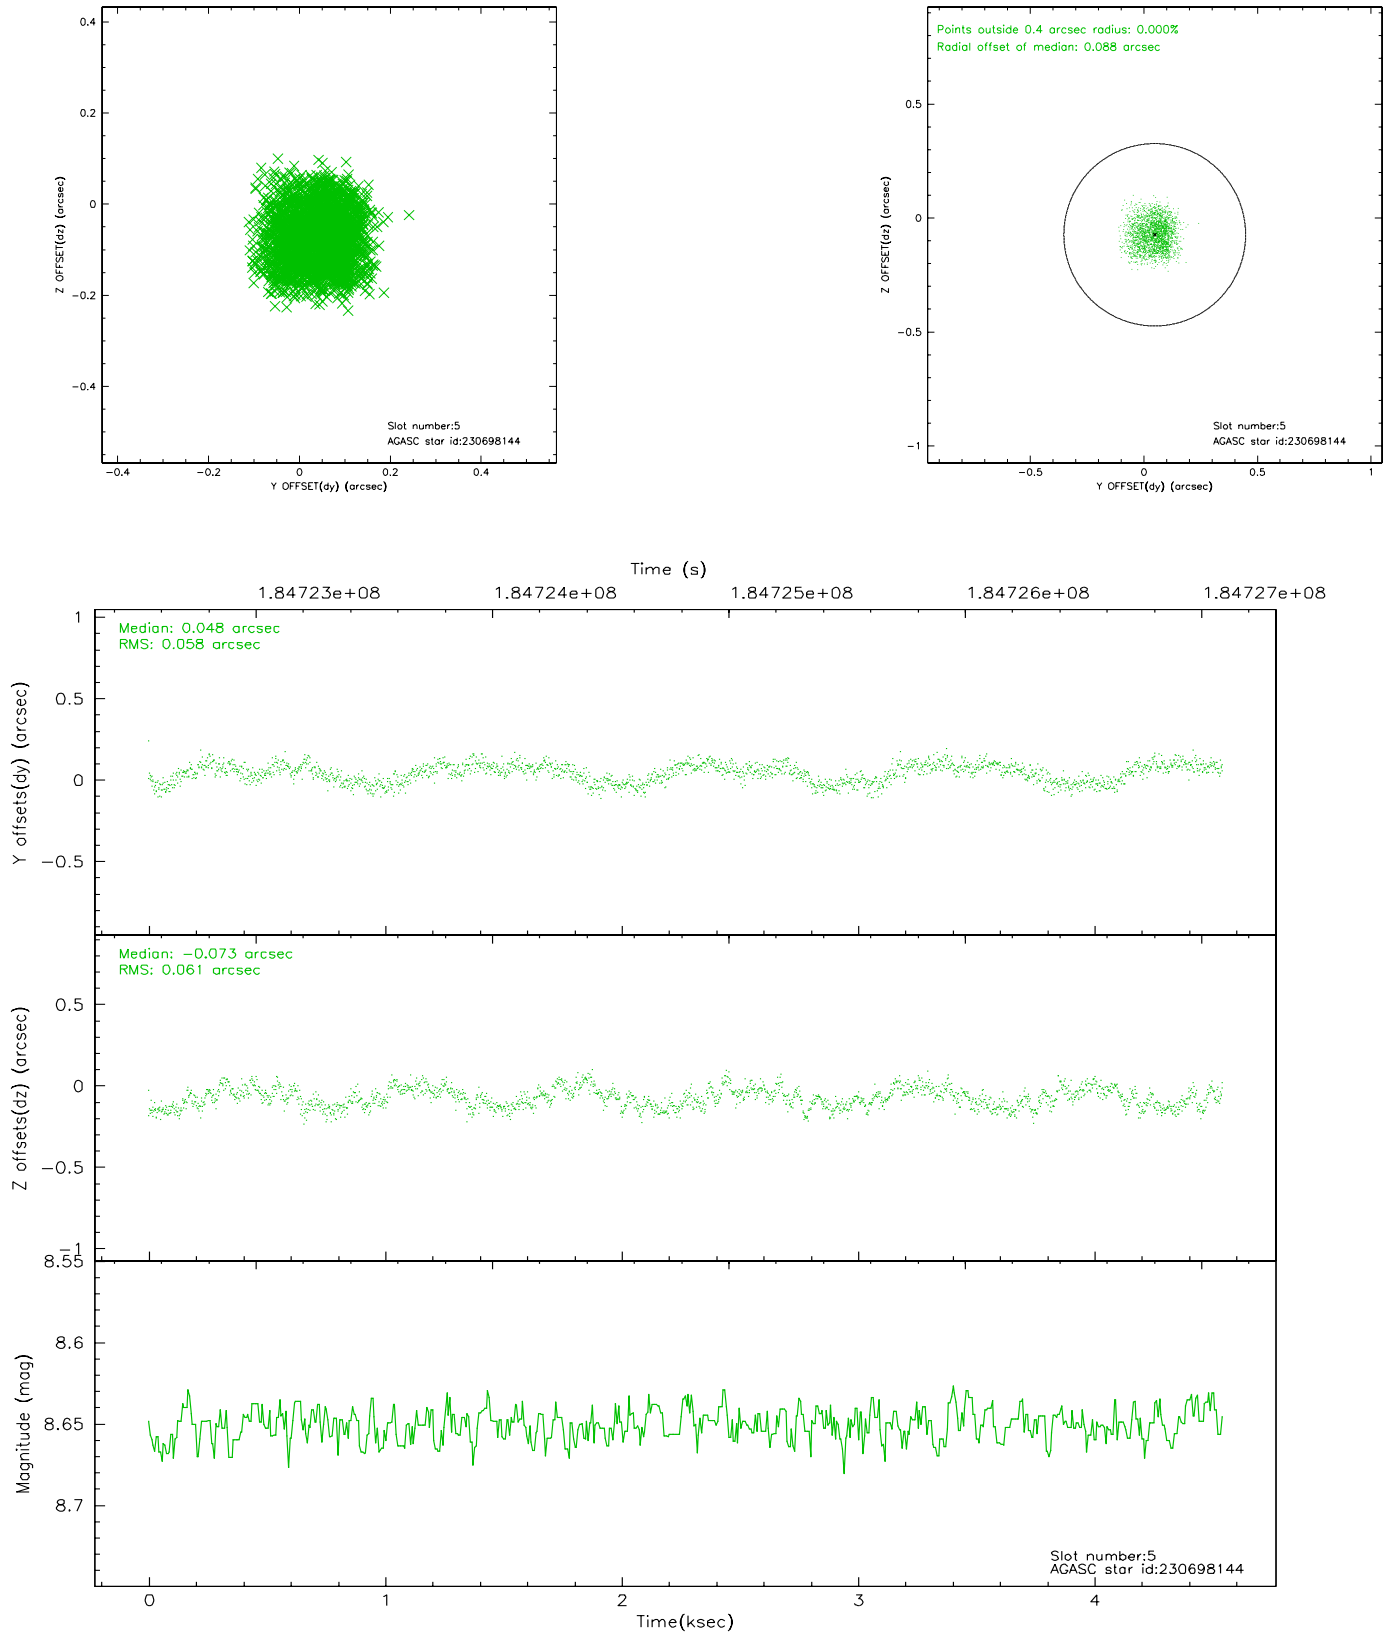 0.4
0.2
0
−0.2
−0.4
Z OFFSET(dz) (arcsec)
Slot number:5
AGASC star id:230698144
−0.4 −0.2 0 0.2 0.4
Y OFFSET(dy) (arcsec)
Points outside 0.4 arcsec radius: 0.000%
Radial offset of median: 0.088 arcsec
0.5
0
−0.5
−1
Z OFFSET(dz) (arcsec)
Slot number:5
AGASC star id:230698144
−0.5 0 0.5 1
Y OFFSET(dy) (arcsec)
Time (s)
1.84723e+08 1.84724e+08 1.84725e+08 1.84726e+08 1.84727e+08
Median: 0.048 arcsec
RMS: 0.058 arcsec
1
0.5
0
−0.5
Y offsets(dy) (arcsec)
Median: −0.073 arcsec
RMS: 0.061 arcsec
0.5
0
−0.5
−1
Z offsets(dz) (arcsec)
8.55
8.6
8.65
8.7
Magnitude (mag)
Slot number:5
AGASC star id:230698144
0 1 2 3 4
Time(ksec)